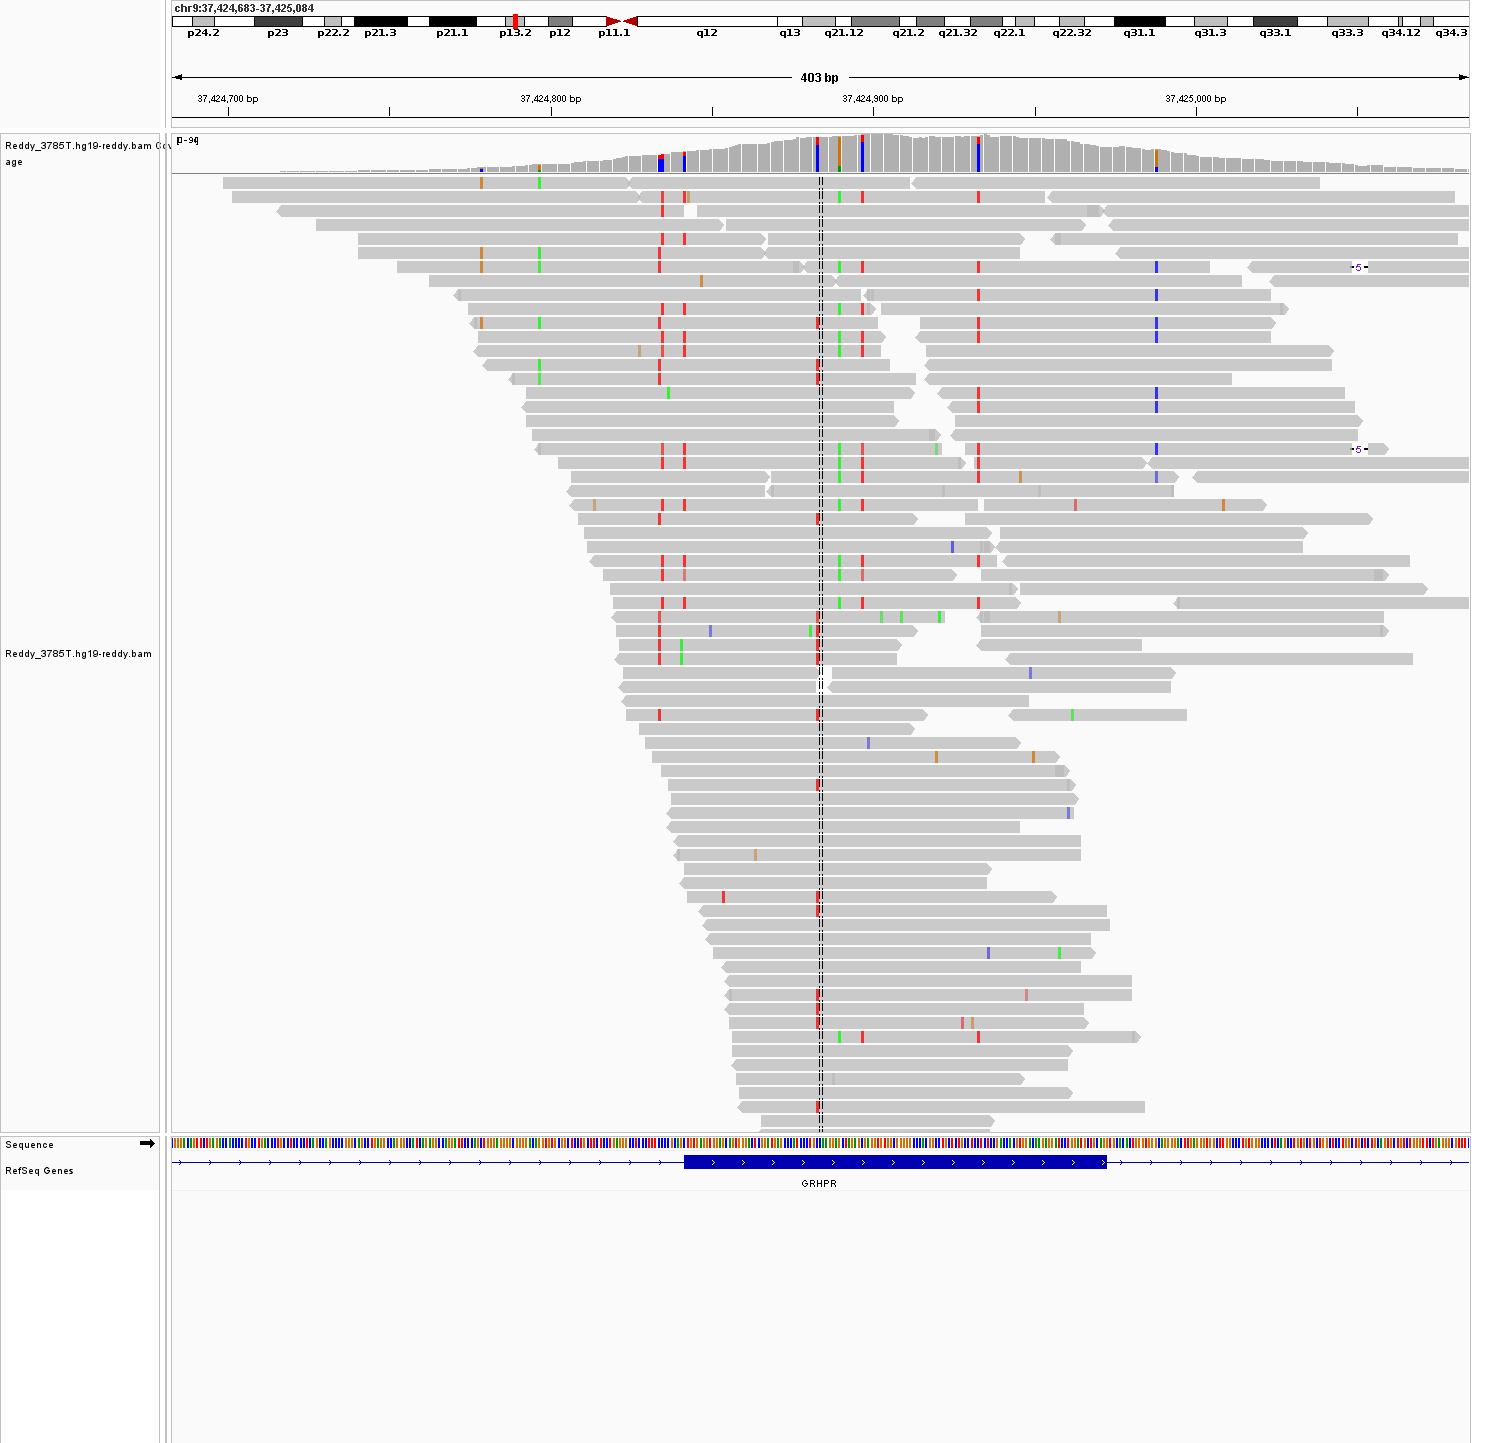 chr9:37,424,683-37,425,084
p24.2 p23 p22.2 p21.3 p21.1 p13.2 p12 p11.1 q12 q13 q21.12 q21.2 q21.32 q22.1 q22.32 q31.1 q31.3 q33.1 q33.3 q34.12 q34.3
403 bp
37,424,700 bp 37,424,800 bp 37,424,900 bp 37,425,000 bp
Reddy_3785T.hg19-reddy.bam Cov
age
5
5
Reddy_3785T.hg19-reddy.bam
Sequence
RefSeq Genes
GRHPR